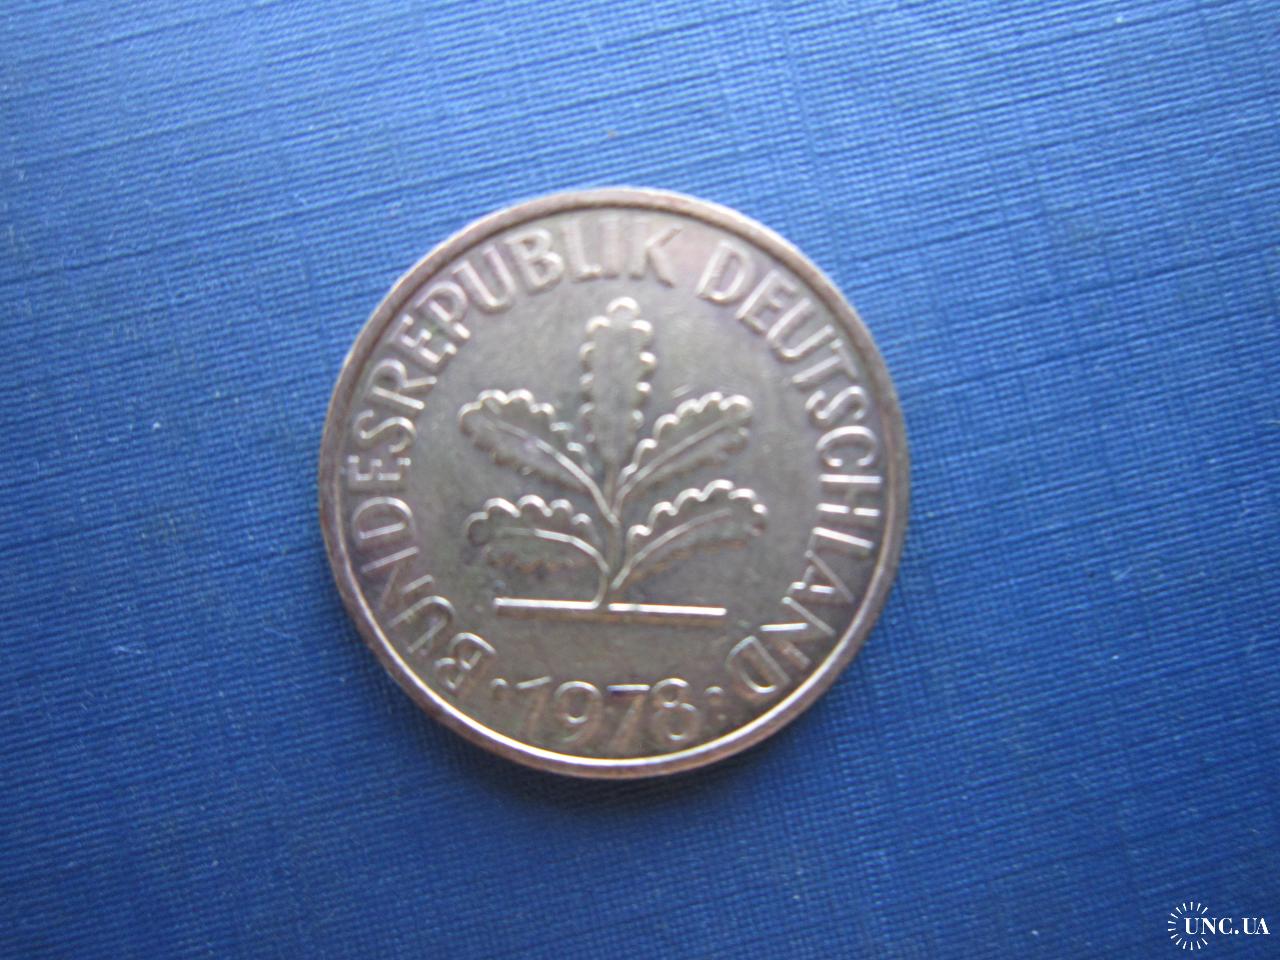 BUNDESREPUBLIK DEUTSCHLAND
· 1978 ·
UNC.UA